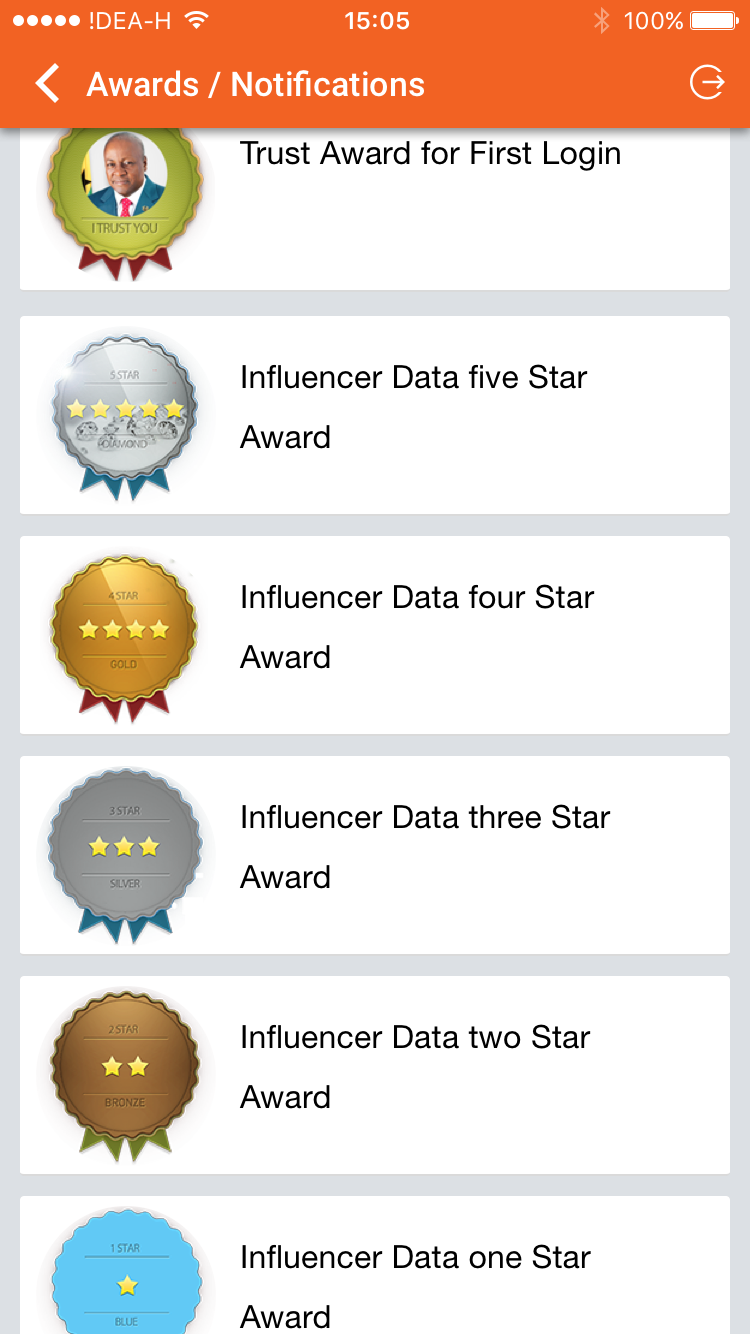 !DEA-H 15:05 100%
Awards / Notifications
Trust Award for First Login
I TRUST YOU
5 STAR
Influencer Data five Star
Award
DIAMOND
4 STAR
Influencer Data four Star
Award
GOLD
3 STAR
Influencer Data three Star
Award
SILVER
2 STAR
Influencer Data two Star
Award
BRONZE
1 STAR
Influencer Data one Star
Award
BLUE